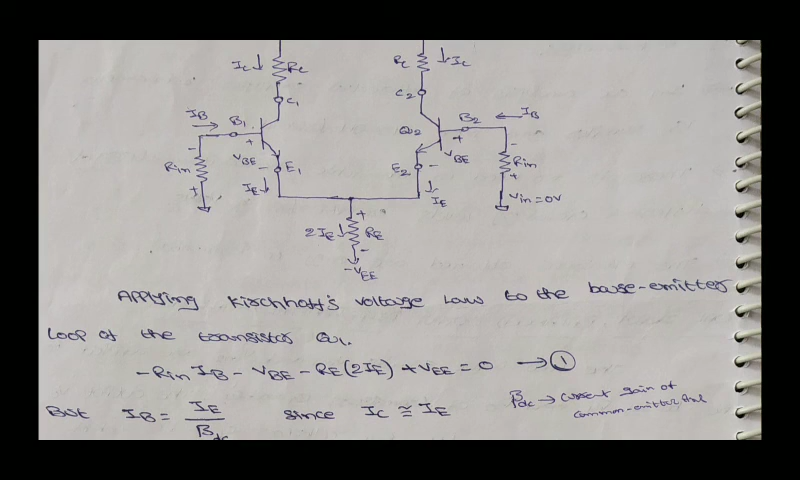 Ic ↓ Rc Rc ↓ Ic
C1 C2
IB B1 Q2 B2 IB
+ +
- VBE VBE -
Rin - E1 E2 - Rin
+ IE ↓ ↓ IE + Vin = 0V
+
2IE ↓ RE
-
-VEE
Applying Kirchhoff's voltage law to the base-emitter
loop of the transistor Q1.
-Rin IB - VBE - RE(2IE) + VEE = 0 → ①
But IB = IE/βdc since Ic ≅ IE
βdc → current gain of
common-emitter